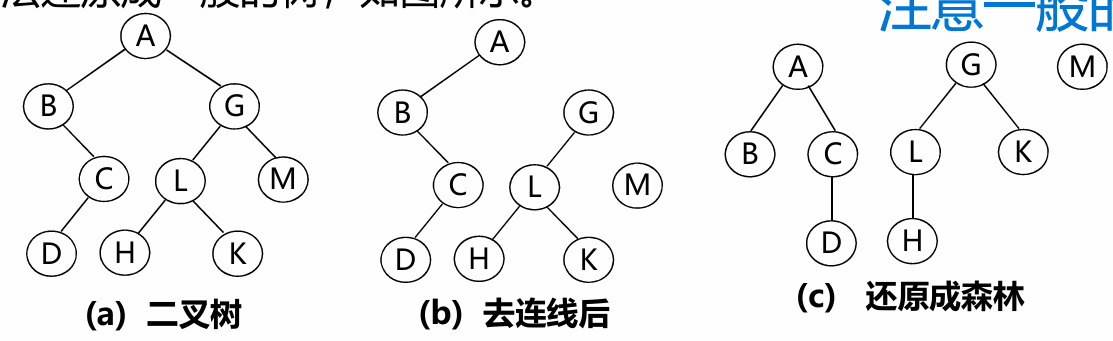 法还原成一般的树，如图所示。
注意一般的
A
B G
C L M
D H K
(a) 二叉树
A
B G
C L M
D H K
(b) 去连线后
A G M
B C L K
D H
(c) 还原成森林